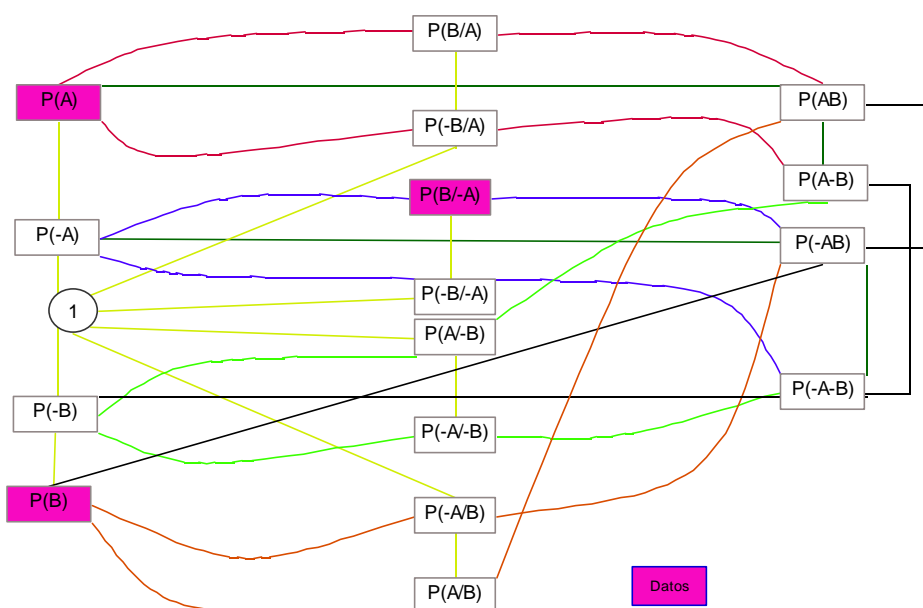 P(B/A)
P(A)
P(AB)
P(-B/A)
P(A-B)
P(B/-A)
P(-A)
P(-AB)
P(-B/-A)
1
P(A/-B)
P(-A-B)
P(-B)
P(-A/-B)
P(B)
P(-A/B)
P(A/B)
Datos